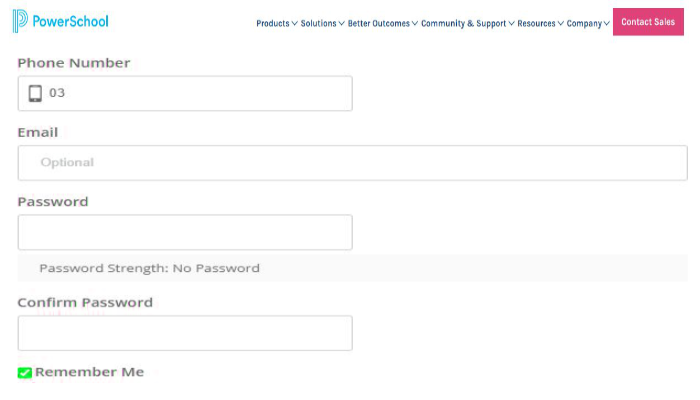 PowerSchool
Products Solutions Better Outcomes Community & Support Resources Company Contact Sales
Phone Number
03
Email
Optional
Password
Password Strength: No Password
Confirm Password
Remember Me